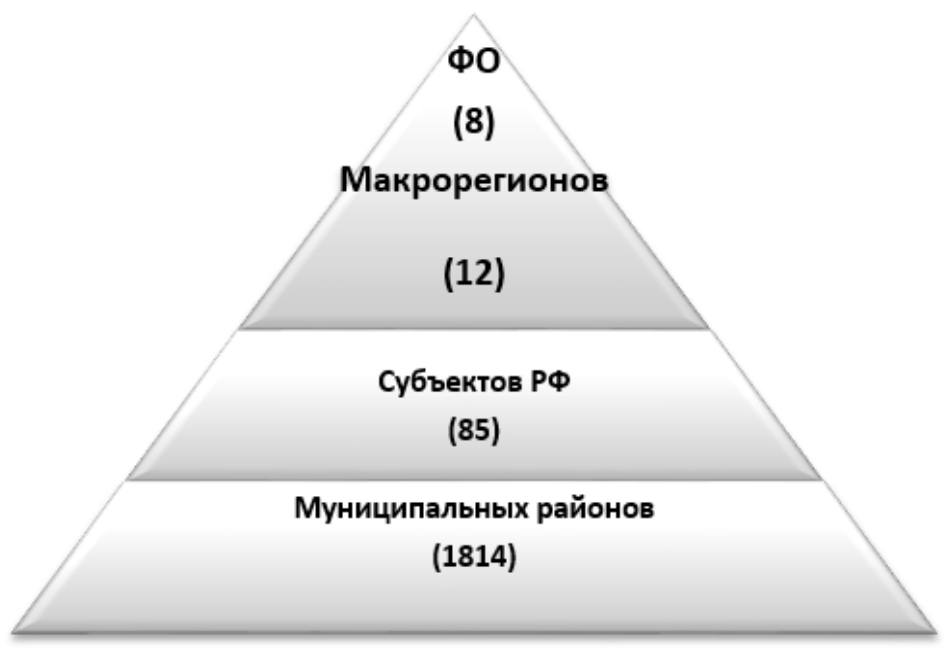 ФО
(8)
Макрорегионов
(12)
Субъектов РФ
(85)
Муниципальных районов
(1814)